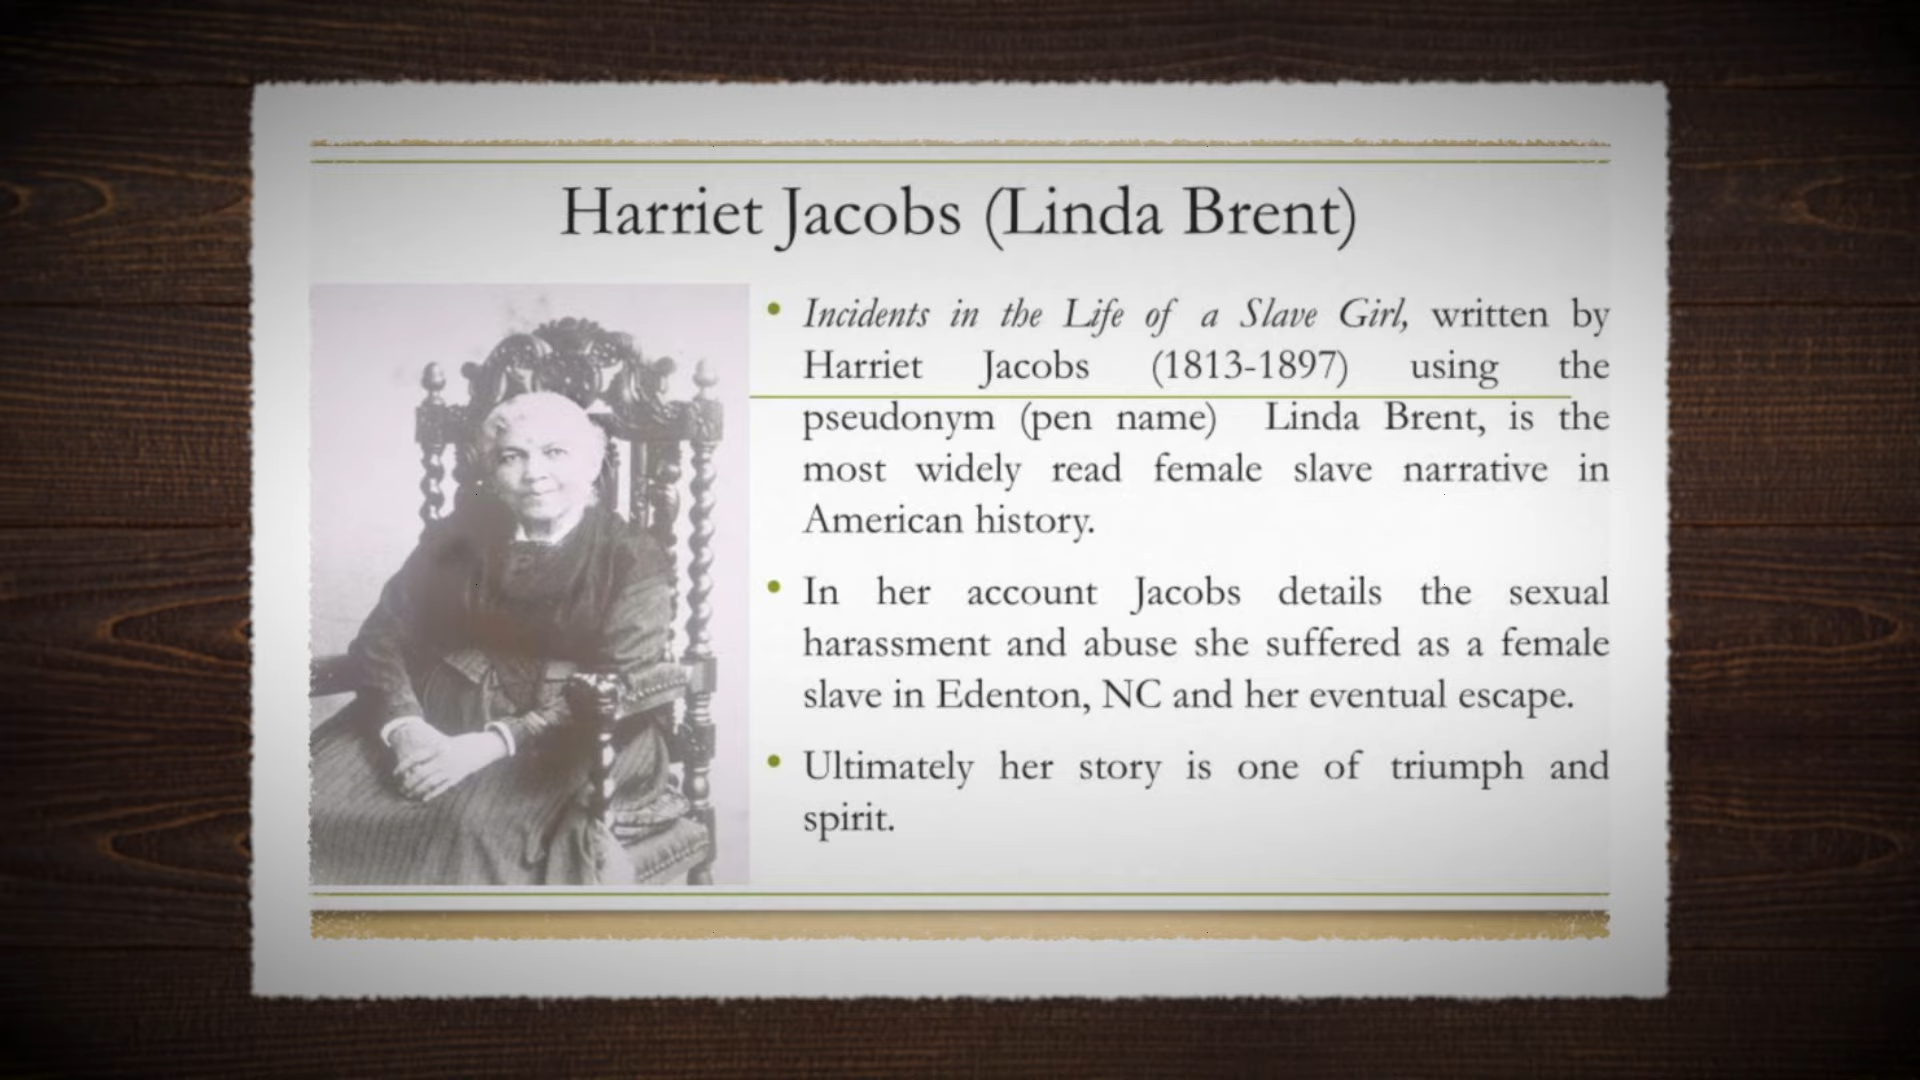 Harriet Jacobs (Linda Brent)
• Incidents in the Life of a Slave Girl, written by
Harriet Jacobs (1813-1897) using the
pseudonym (pen name) Linda Brent, is the
most widely read female slave narrative in
American history.
• In her account Jacobs details the sexual
harassment and abuse she suffered as a female
slave in Edenton, NC and her eventual escape.
• Ultimately her story is one of triumph and
spirit.